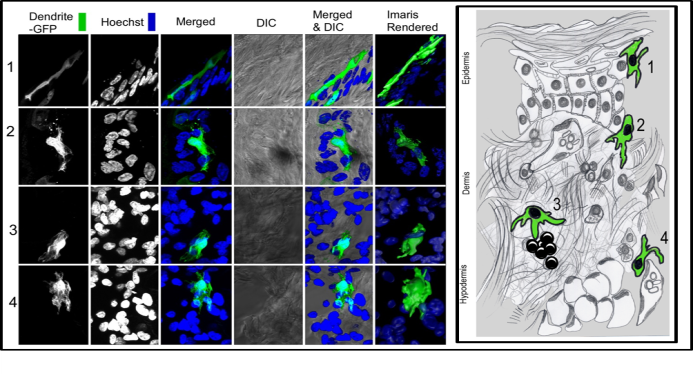 Dendrite
-GFP
Hoechst
Merged
DIC
Merged
& DIC
Imaris
Rendered
1
2
3
4
Epidermis
Dermis
Hypodermis
1
2
3
4